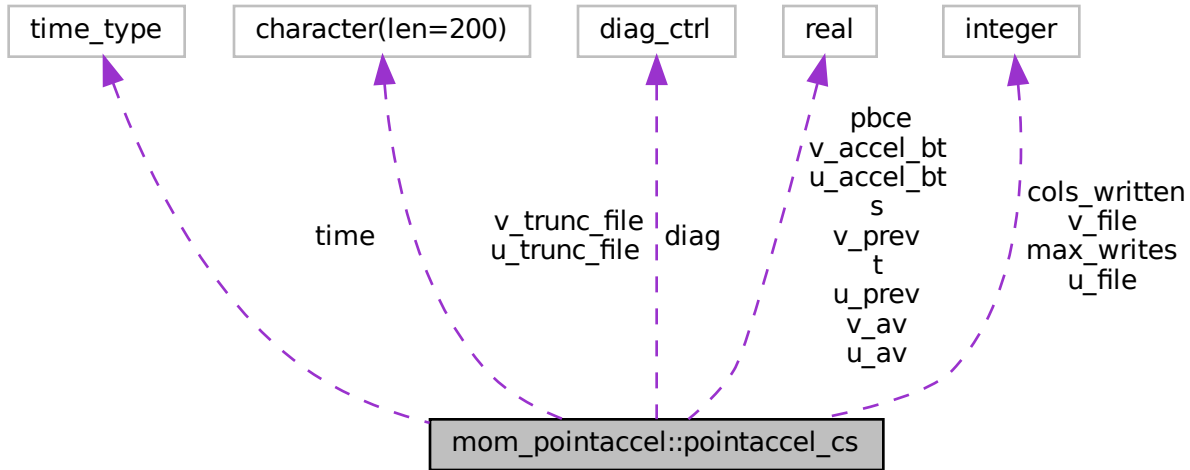 time_type
character(len=200)
diag_ctrl
real
integer
time
v_trunc_file
u_trunc_file
diag
pbce
v_accel_bt
u_accel_bt
s
v_prev
t
u_prev
v_av
u_av
cols_written
v_file
max_writes
u_file
mom_pointaccel::pointaccel_cs